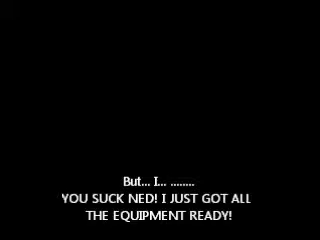 But... I... ........
YOU SUCK NED! I JUST GOT ALL
THE EQUIPMENT READY!